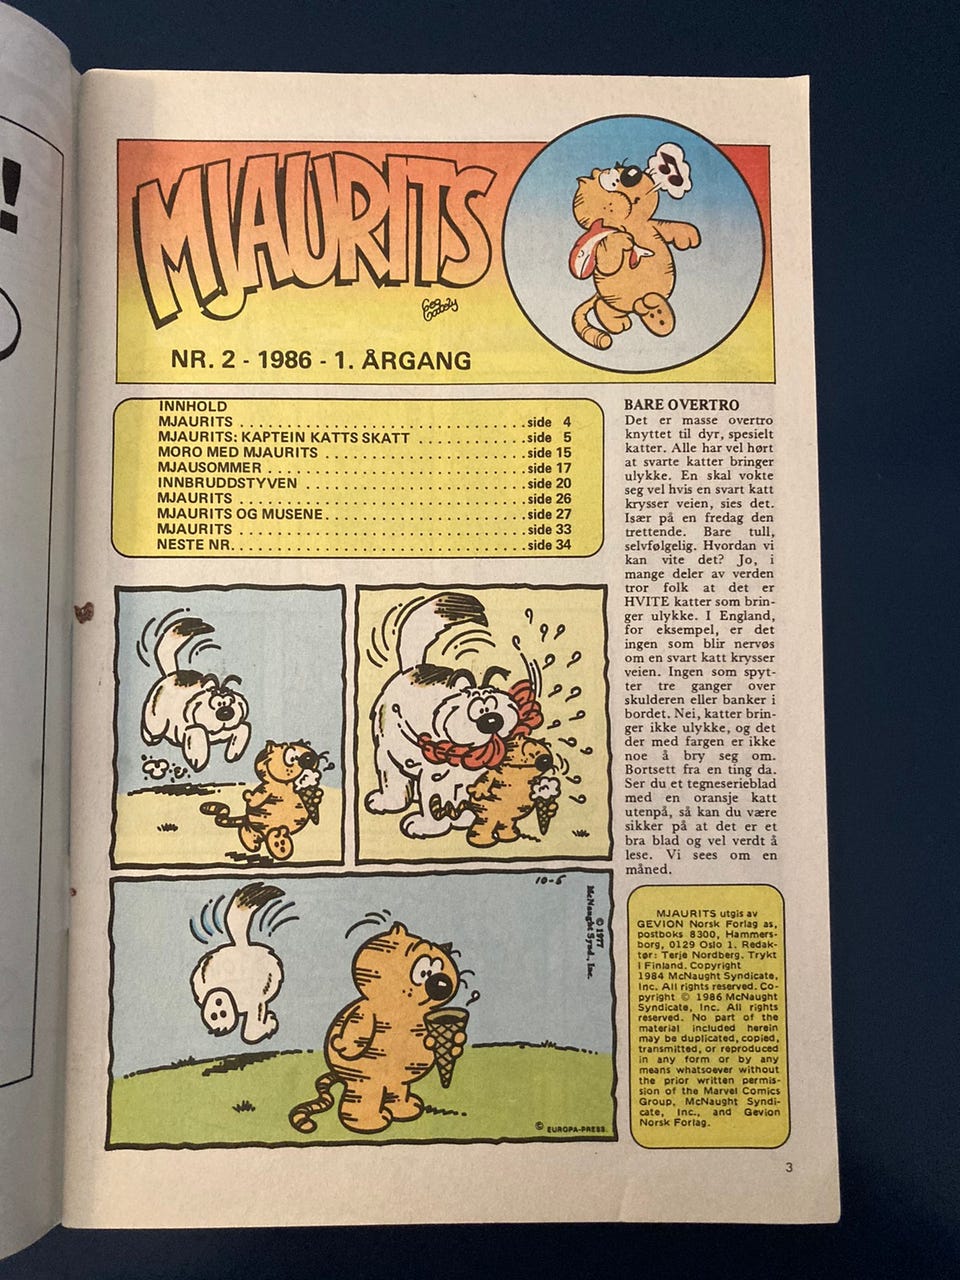 !
MJAURITS
Geo
Gately
NR. 2 - 1986 - 1. ÅRGANG
INNHOLD
MJAURITS . . . . . . . . . . . . . . . . . . . . . . . . . . . . . . side 4
MJAURITS: KAPTEIN KATTS SKATT . . . . . . . . . . . side 5
MORO MED MJAURITS . . . . . . . . . . . . . . . . . . . . . side 15
MJAUSOMMER . . . . . . . . . . . . . . . . . . . . . . . . . . . side 17
INNBRUDDSTYVEN . . . . . . . . . . . . . . . . . . . . . . . side 20
MJAURITS . . . . . . . . . . . . . . . . . . . . . . . . . . . . . . side 26
MJAURITS OG MUSENE . . . . . . . . . . . . . . . . . . . . side 27
MJAURITS . . . . . . . . . . . . . . . . . . . . . . . . . . . . . . side 33
NESTE NR. . . . . . . . . . . . . . . . . . . . . . . . . . . . . . side 34
BARE OVERTRO
Det er masse overtro
knyttet til dyr, spesielt
katter. Alle har vel hørt
at svarte katter bringer
ulykke. En skal vokte
seg vel hvis en svart katt
krysser veien, sies det.
Især på en fredag den
trettende. Bare tull,
selvfølgelig. Hvordan vi
kan vite det? Jo, i
mange deler av verden
tror folk at det er
HVITE katter som brin-
ger ulykke. I England,
for eksempel, er det
ingen som blir nervøs
om en svart katt krysser
veien. Ingen som spyt-
ter tre ganger over
skulderen eller banker i
bordet. Nei, katter brin-
ger ikke ulykke, og det
der med fargen er ikke
noe å bry seg om.
Bortsett fra en ting da.
Ser du et tegneserieblad
med en oransje katt
utenpå, så kan du være
sikker på at det er et
bra blad og vel verdt å
lese. Vi sees om en
måned.
10-5
© 1977
McNaught Synd., Inc.
© EUROPA-PRESS
MJAURITS utgis av
GEVION Norsk Forlag as,
postboks 8300, Hammers-
borg, 0129 Oslo 1. Redak-
tør: Terje Nordberg. Trykt
i Finland. Copyright
1984 McNaught Syndicate,
Inc. All rights reserved. Co-
pyright © 1986 McNaught
Syndicate, Inc. All rights
reserved. No part of the
material included herein
may be duplicated, copied,
transmitted, or reproduced
in any form or by any
means whatsoever without
the prior written permis-
sion of the Marvel Comics
Group, McNaught Syndi-
cate, Inc., and Gevion
Norsk Forlag.
3